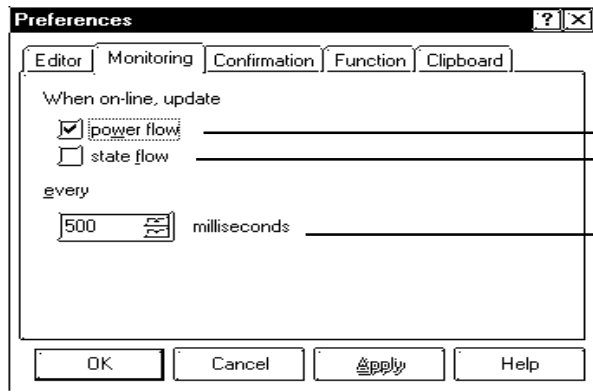 Preferences
Editor Monitoring Confirmation Function Clipboard
When on-line, update
power flow
state flow
every
500 milliseconds
OK Cancel Apply Help